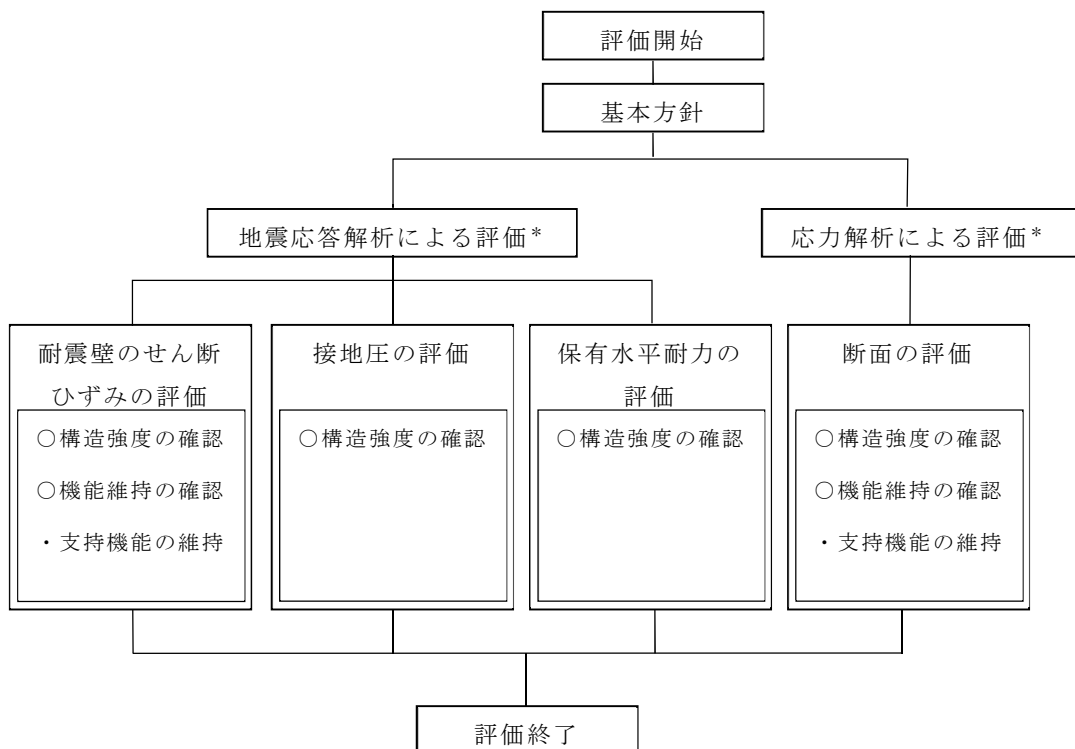 評価開始
基本方針
地震応答解析による評価*
応力解析による評価*
耐震壁のせん断
ひずみの評価
○構造強度の確認
○機能維持の確認
・支持機能の維持
接地圧の評価
○構造強度の確認
保有水平耐力の
評価
○構造強度の確認
断面の評価
○構造強度の確認
○機能維持の確認
・支持機能の維持
評価終了